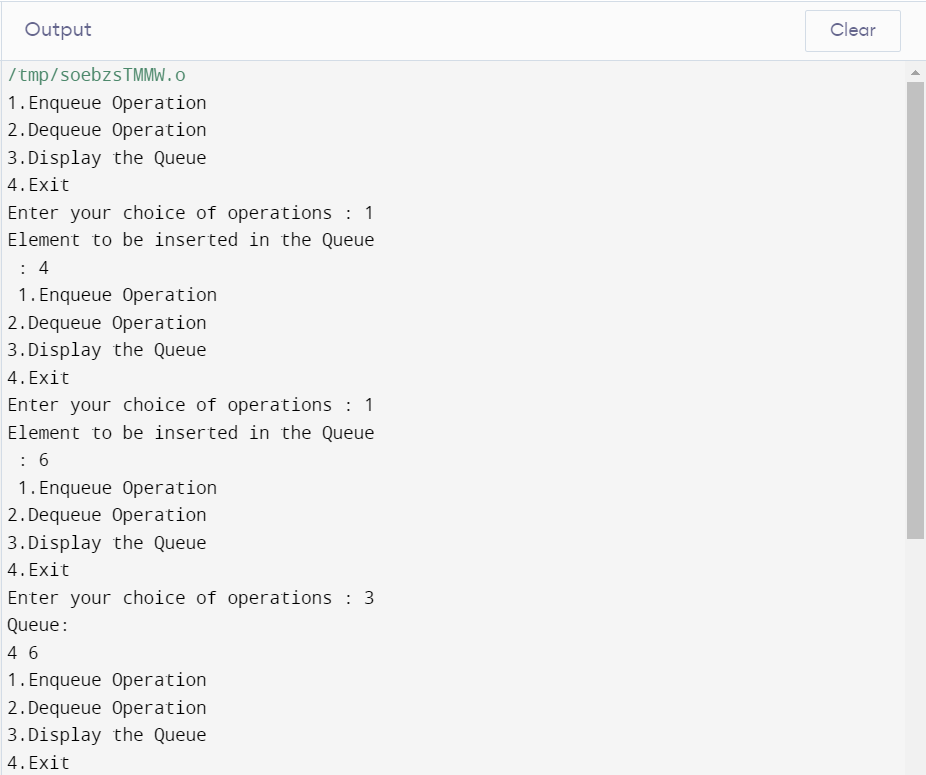 Output
Clear
/tmp/soebzsTMMW.o
1.Enqueue Operation
2.Dequeue Operation
3.Display the Queue
4.Exit
Enter your choice of operations : 1
Element to be inserted in the Queue
 : 4
 1.Enqueue Operation
2.Dequeue Operation
3.Display the Queue
4.Exit
Enter your choice of operations : 1
Element to be inserted in the Queue
 : 6
 1.Enqueue Operation
2.Dequeue Operation
3.Display the Queue
4.Exit
Enter your choice of operations : 3
Queue:
4 6
1.Enqueue Operation
2.Dequeue Operation
3.Display the Queue
4.Exit